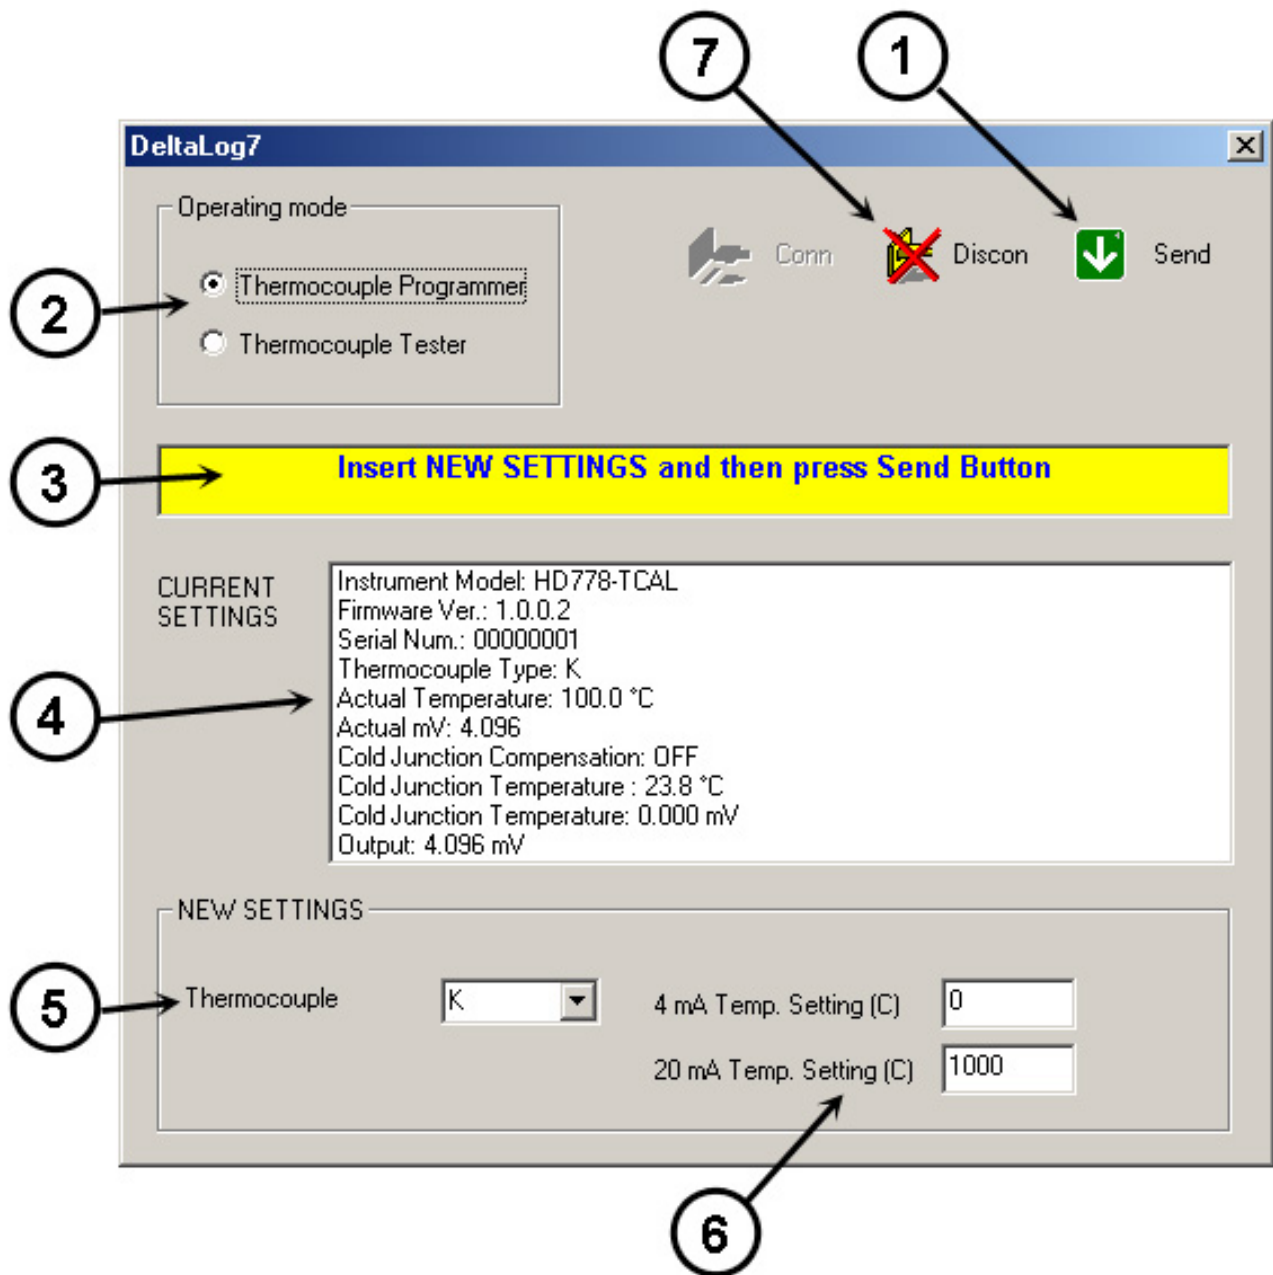 7 1
DeltaLog7
Operating mode
Conn Discon Send
2 Thermocouple Programmer
Thermocouple Tester
3 Insert NEW SETTINGS and then press Send Button
CURRENT
SETTINGS
4
Instrument Model: HD778-TCAL
Firmware Ver.: 1.0.0.2
Serial Num.: 00000001
Thermocouple Type: K
Actual Temperature: 100.0 °C
Actual mV: 4.096
Cold Junction Compensation: OFF
Cold Junction Temperature : 23.8 °C
Cold Junction Temperature: 0.000 mV
Output: 4.096 mV
NEW SETTINGS
5 Thermocouple K 4 mA Temp. Setting (C) 0
20 mA Temp. Setting (C) 1000
6